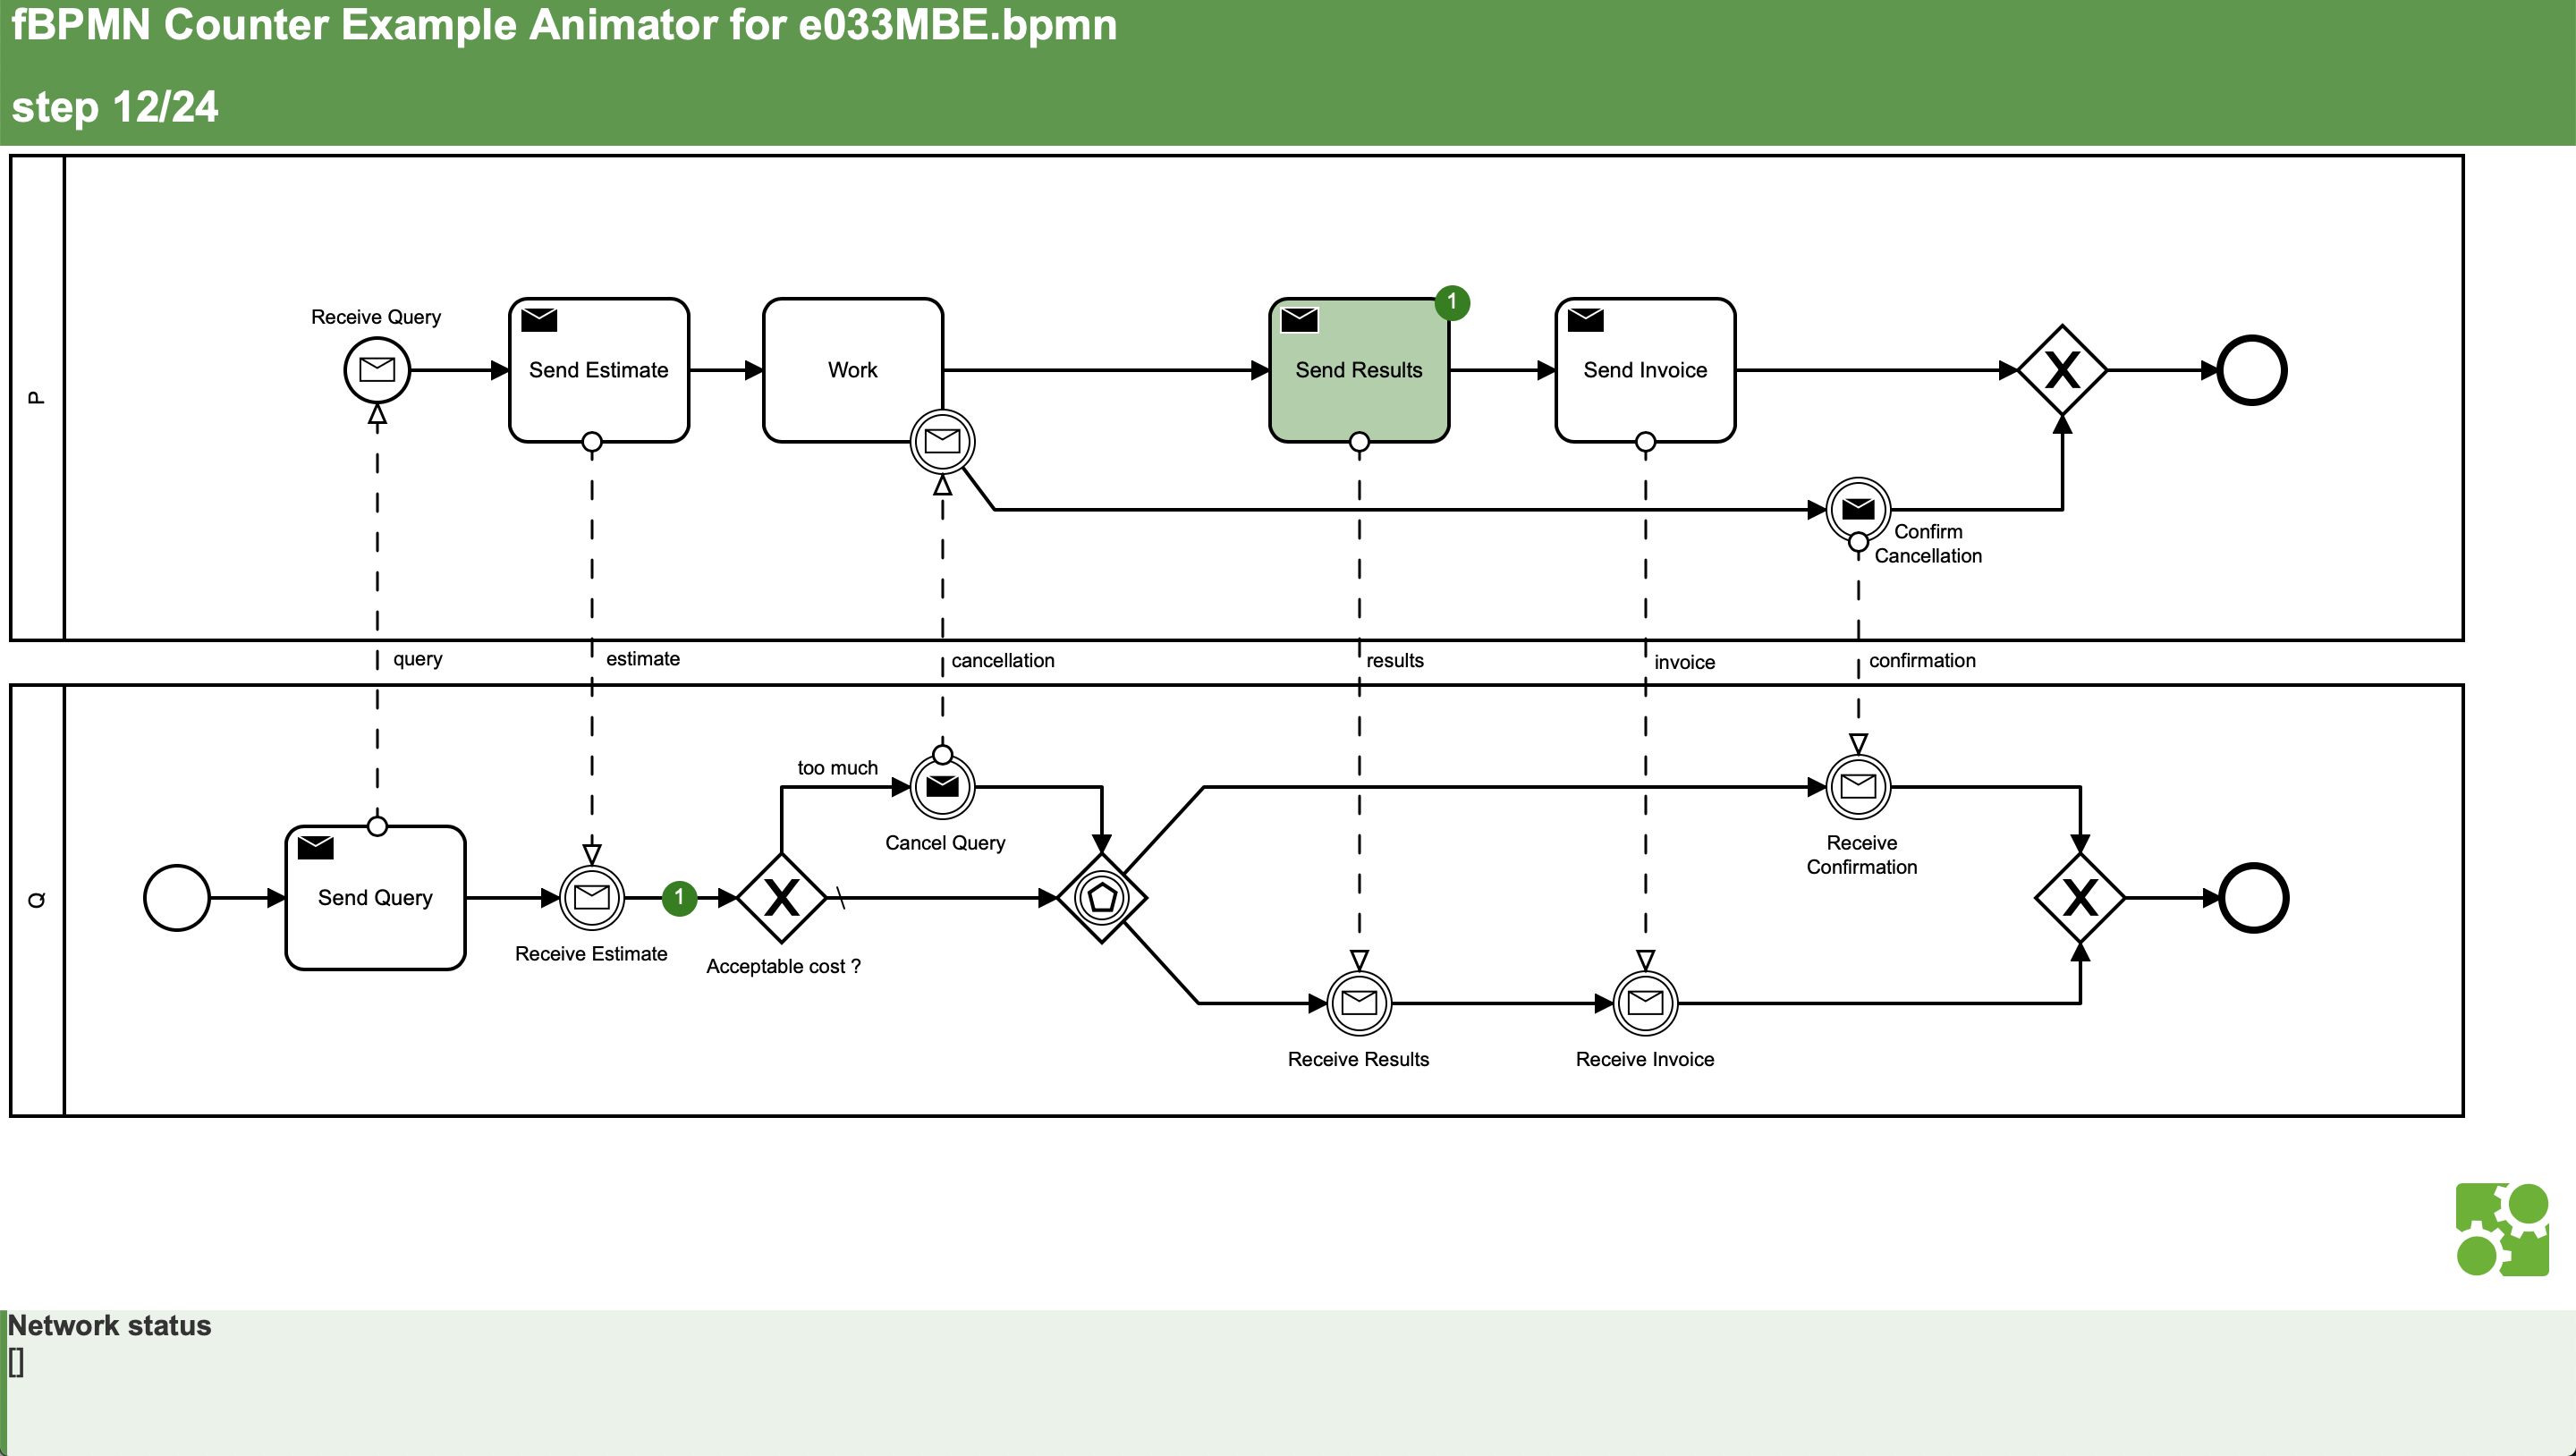 fBPMN Counter Example Animator for e033MBE.bpmn
step 12/24
P
Receive Query
Send Estimate
Work
Send Results
1
Send Invoice
Confirm
Cancellation
query
estimate
cancellation
results
invoice
confirmation
Q
Send Query
Receive Estimate
1
too much
X
Acceptable cost ?
Cancel Query
Receive
Confirmation
Receive Results
Receive Invoice
X
X
Network status
[]